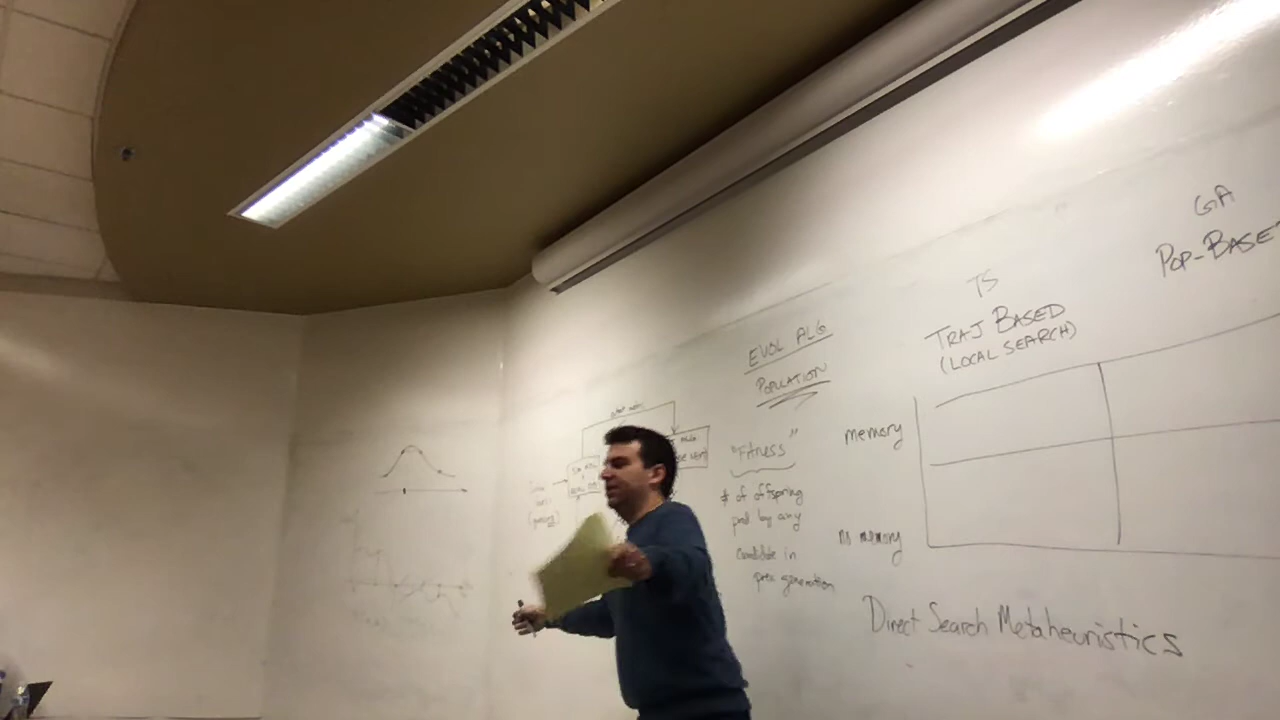 EVOL ALG
POPULATION
"Fitness"
# of offspring
prod. by any
candidate in
prev. generation
TS
TRAJ BASED
(LOCAL SEARCH)
GA
POP-BASE
memory
no memory
Direct Search Metaheuristics